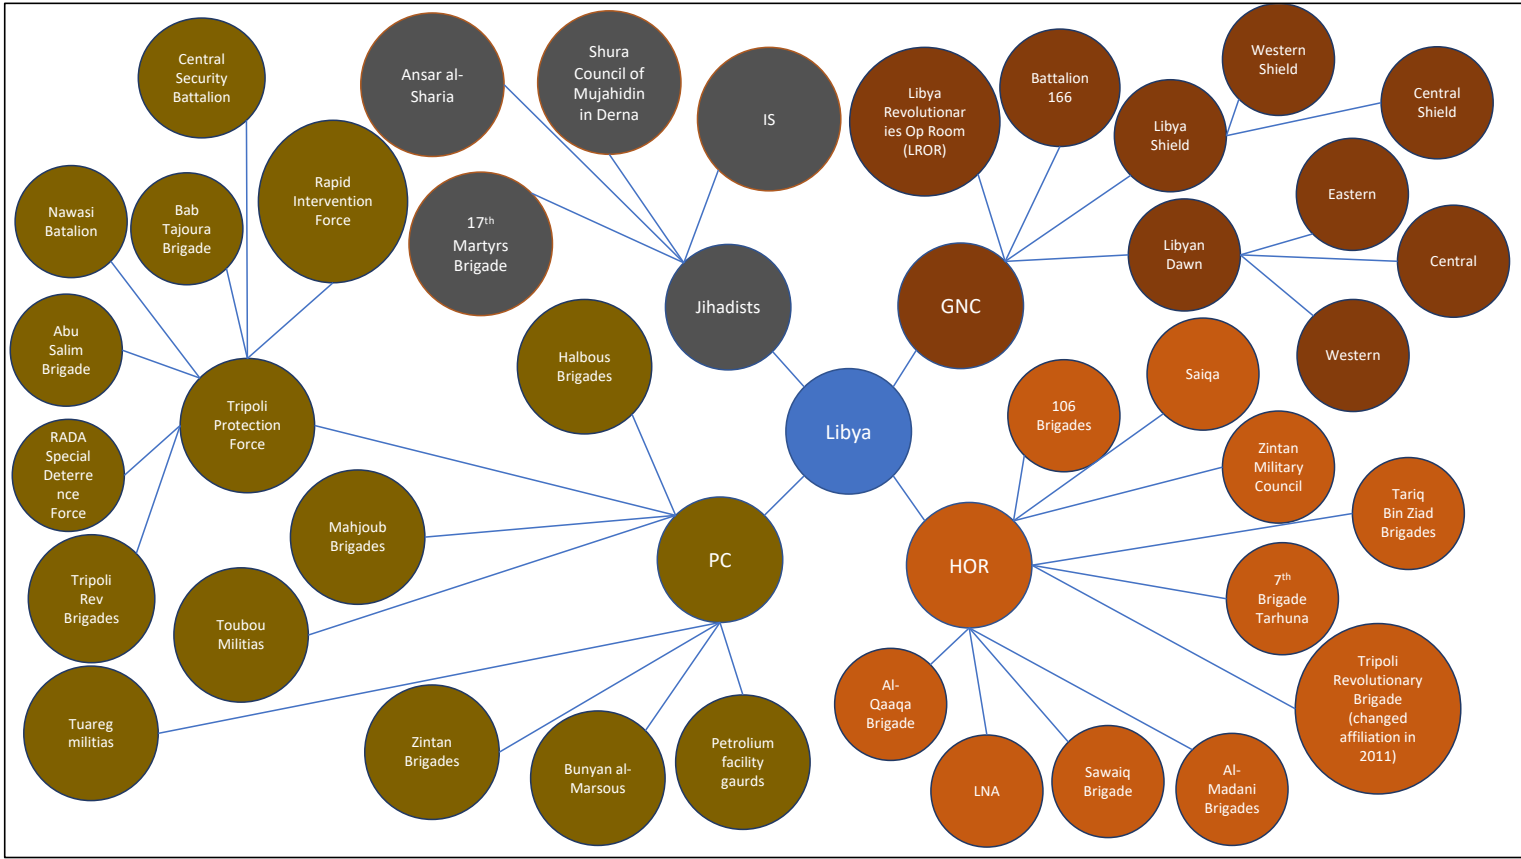 Central
Security
Battalion
Ansar al-
Sharia
Shura
Council of
Mujahidin
in Derna
IS
Libya
Revolutionar
ies Op Room
(LROR)
Battalion
166
Western
Shield
Libya
Shield
Central
Shield
Nawasi
Batalion
Bab
Tajoura
Brigade
Rapid
Intervention
Force
17th
Martyrs
Brigade
Jihadists
GNC
Libyan
Dawn
Eastern
Central
Western
Abu
Salim
Brigade
Tripoli
Protection
Force
Halbous
Brigades
Libya
106
Brigades
Saiqa
Zintan
Military
Council
Tariq
Bin Ziad
Brigades
RADA
Special
Deterre
nce
Force
Mahjoub
Brigades
PC
HOR
7th
Brigade
Tarhuna
Tripoli
Rev
Brigades
Toubou
Militias
Tuareg
militias
Zintan
Brigades
Bunyan al-
Marsous
Petrolium
facility
gaurds
Al-
Qaaqa
Brigade
LNA
Sawaiq
Brigade
Al-
Madani
Brigades
Tripoli
Revolutionary
Brigade
(changed
affiliation in
2011)